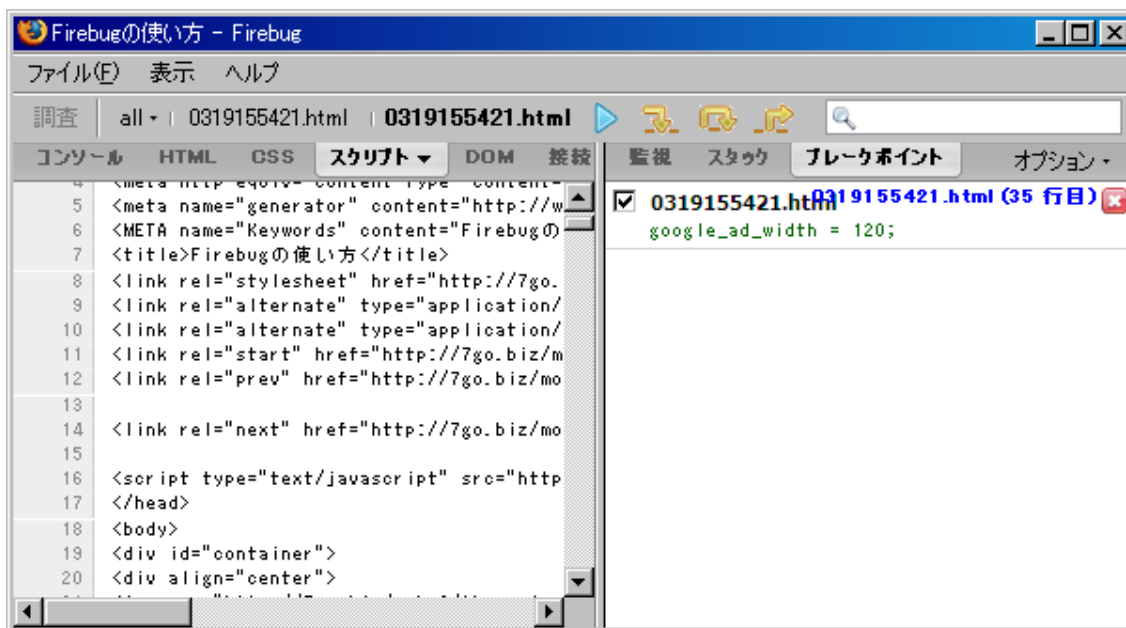 Firebugの使い方 - Firebug
ファイル(F) 表示 ヘルプ
調査 all 0319155421.html 0319155421.html
コンソール HTML CSS スクリプト DOM 接続
監視 スタック ブレークポイント オプション
5 <meta name="generator" content="http://w
6 <META name="Keywords" content="Firebugの
7 <title>Firebugの使い方</title>
8 <link rel="stylesheet" href="http://7go.
9 <link rel="alternate" type="application/
10 <link rel="alternate" type="application/
11 <link rel="start" href="http://7go.biz/m
12 <link rel="prev" href="http://7go.biz/mo
13
14 <link rel="next" href="http://7go.biz/mo
15
16 <script type="text/javascript" src="http
17 </head>
18 <body>
19 <div id="container">
20 <div align="center">
0319155421.html
0319155421.html (35 行目)
google_ad_width = 120;